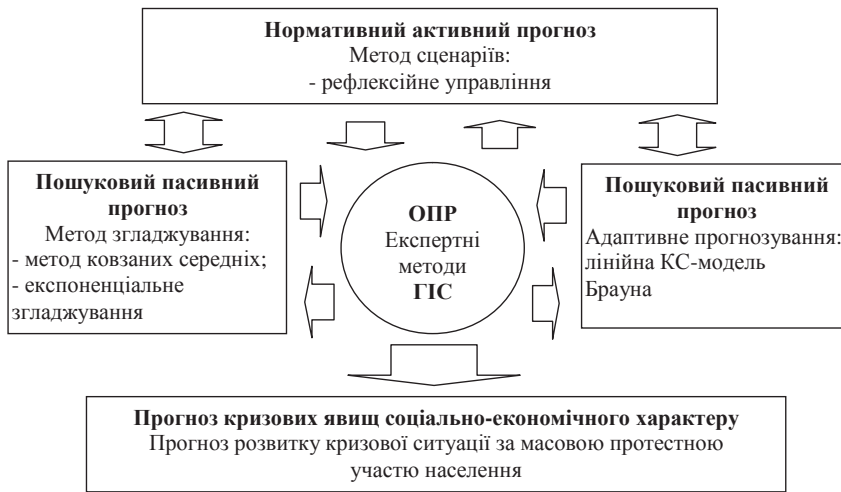 Нормативний активний прогноз
Метод сценаріїв:
- рефлексійне управління
Пошуковий пасивний
прогноз
Метод згладжування:
- метод ковзаних середніх;
- експоненціальне
згладжування
ОПР
Експертні
методи
ГІС
Пошуковий пасивний
прогноз
Адаптивне прогнозування:
лінійна КС-модель
Брауна
Прогноз кризових явищ соціально-економічного характеру
Прогноз розвитку кризової ситуації за масовою протестною
участю населення